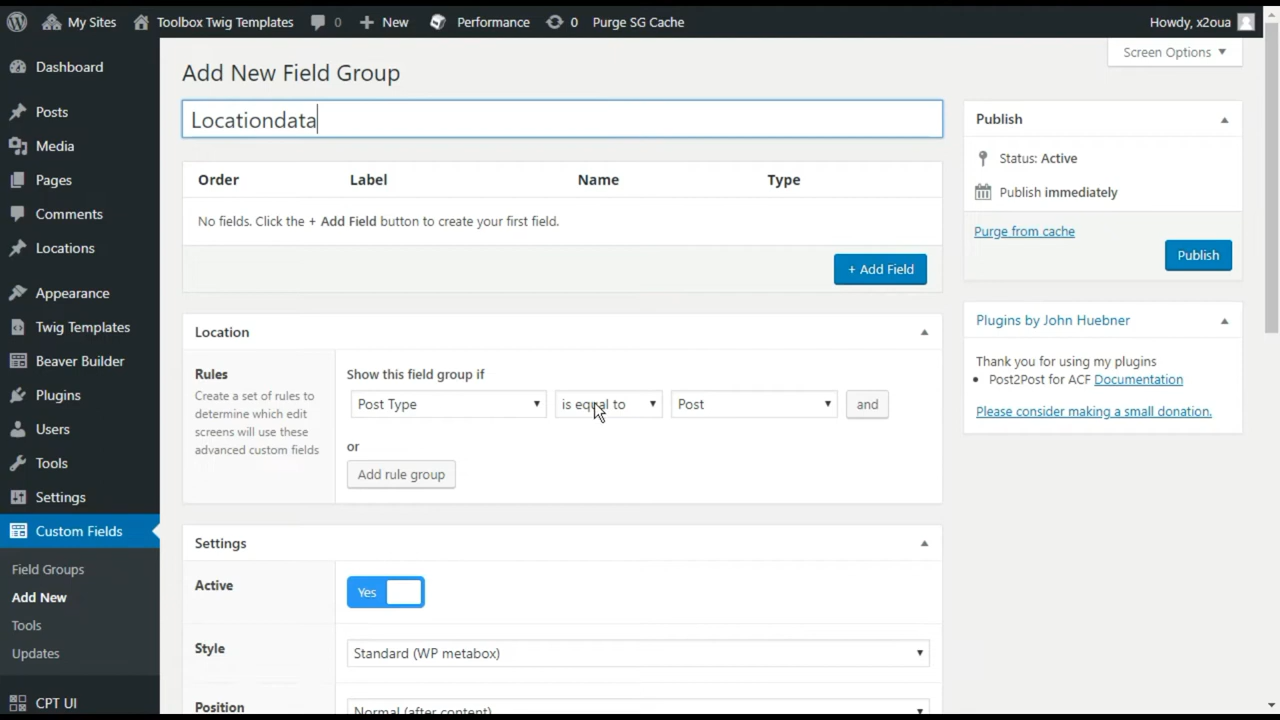 My Sites Toolbox Twig Templates 0 New Performance 0 Purge SG Cache Howdy, x2oua
Screen Options
Dashboard
Posts
Media
Pages
Comments
Locations
Appearance
Twig Templates
Beaver Builder
Plugins
Users
Tools
Settings
Custom Fields
Field Groups
Add New
Tools
Updates
CPT UI
Add New Field Group
Locationdata
Order Label Name Type
No fields. Click the + Add Field button to create your first field.
+ Add Field
Location
Rules
Create a set of rules to
determine which edit
screens will use these
advanced custom fields
Show this field group if
Post Type is equal to Post and
or
Add rule group
Settings
Active Yes
Style Standard (WP metabox)
Position Normal (after content)
Publish
Status: Active
Publish immediately
Purge from cache
Publish
Plugins by John Huebner
Thank you for using my plugins
• Post2Post for ACF Documentation
Please consider making a small donation.